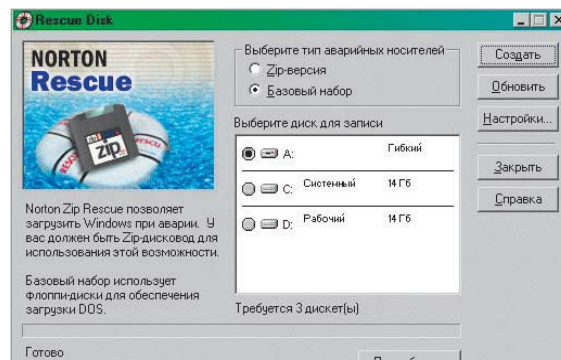 Rescue Disk
NORTON
Rescue
zip
Norton Zip Rescue позволяет
загрузить Windows при аварии. У
вас должен быть Zip-дисковод для
использования этой возможности.
Базовый набор использует
флоппи-диски для обеспечения
загрузки DOS.
Выберите тип аварийных носителей
Zip-версия
Базовый набор
Выберите диск для записи
A: Гибкий
C: Системный 14 Гб
D: Рабочий 14 Гб
Требуется 3 дискет(ы)
Создать
Обновить
Настройки...
Закрыть
Справка
Готово